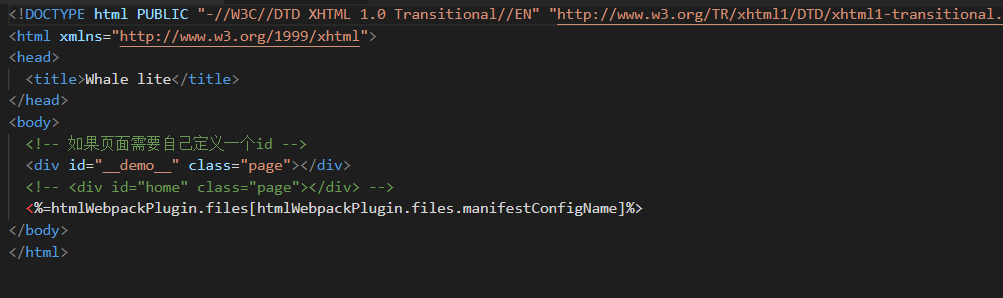 <!DOCTYPE html PUBLIC "-//W3C//DTD XHTML 1.0 Transitional//EN" "http://www.w3.org/TR/xhtml1/DTD/xhtml1-transitional.
<html xmlns="http://www.w3.org/1999/xhtml">
<head>
<title>Whale lite</title>
</head>
<body>
<!-- 如果页面需要自己定义一个id -->
<div id="__demo__" class="page"></div>
<!-- <div id="home" class="page"></div> -->
<%=htmlWebpackPlugin.files[htmlWebpackPlugin.files.manifestConfigName]%>
</body>
</html>